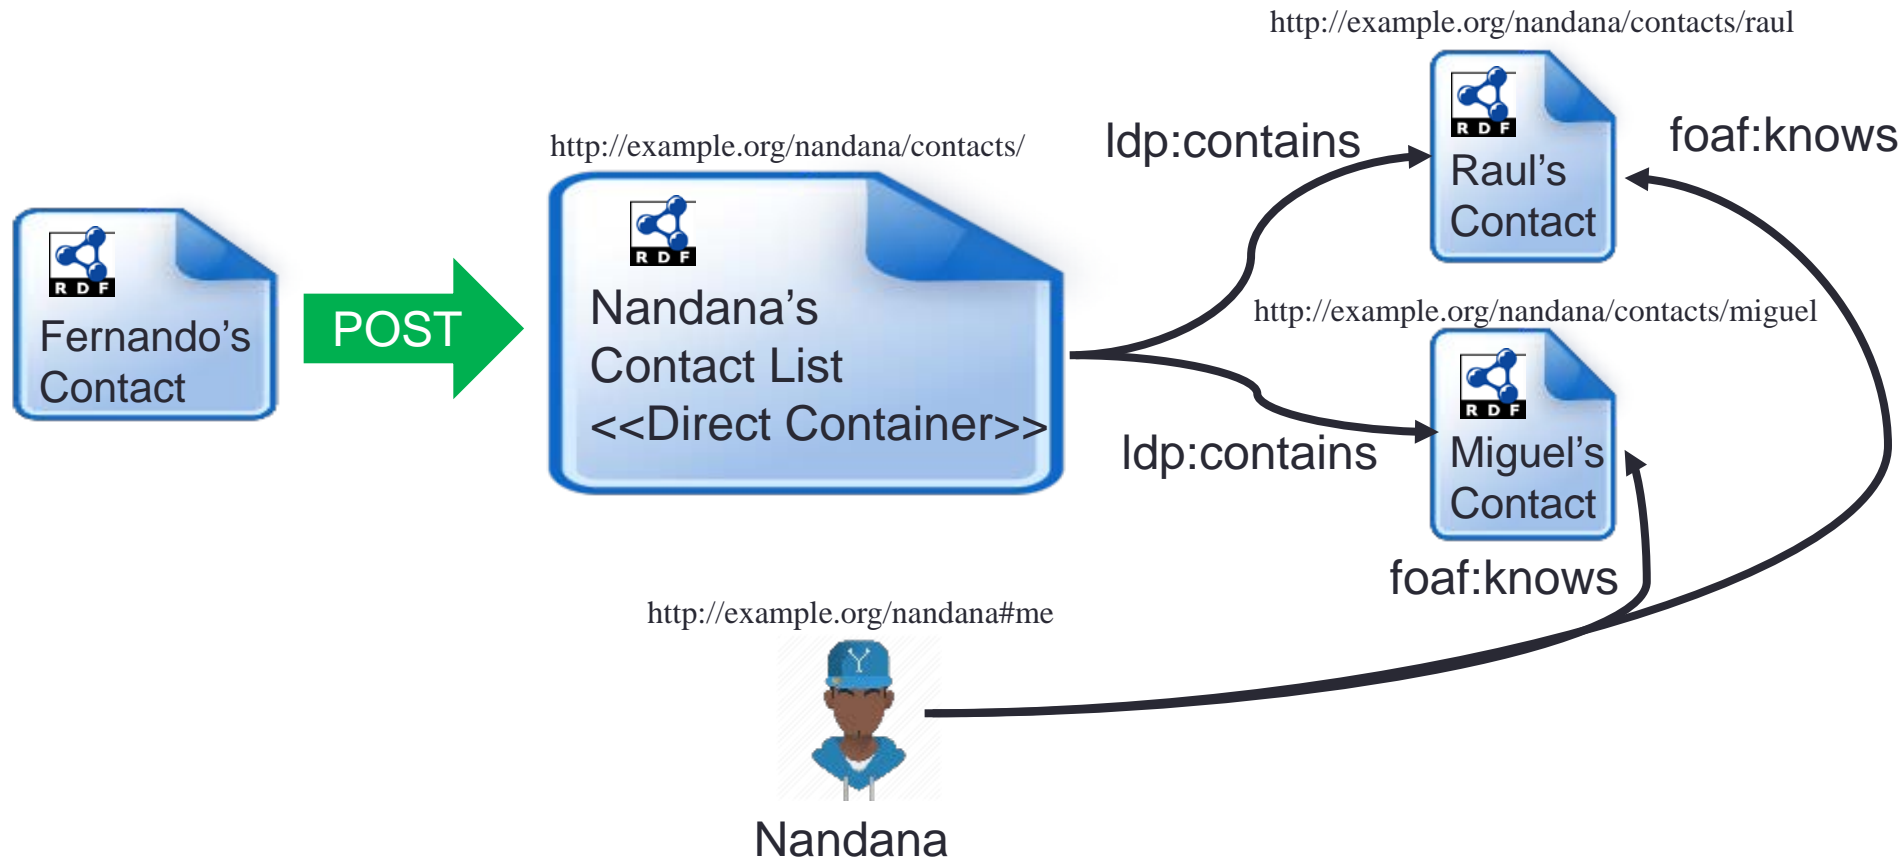 http://example.org/nandana/contacts/raul
RDF
Raul’s
Contact
ldp:contains
foaf:knows
http://example.org/nandana/contacts/
RDF
Nandana’s
Contact List
<<Direct Container>>
RDF
Fernando’s
Contact
POST
http://example.org/nandana/contacts/miguel
RDF
Miguel’s
Contact
ldp:contains
foaf:knows
http://example.org/nandana#me
Y
Nandana